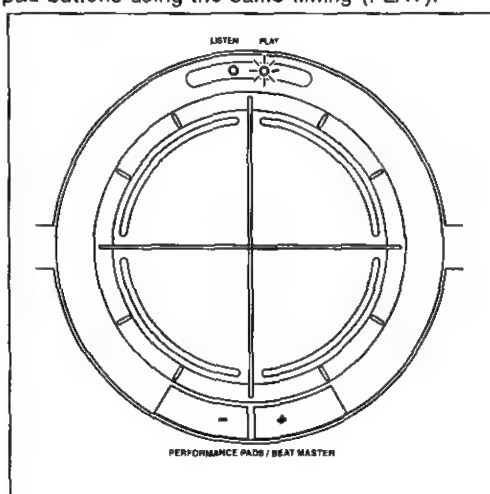 pad buttons using the same timing (PLAY).
LISTEN PLAY
- +
PERFORMANCE PADS / BEAT MASTER